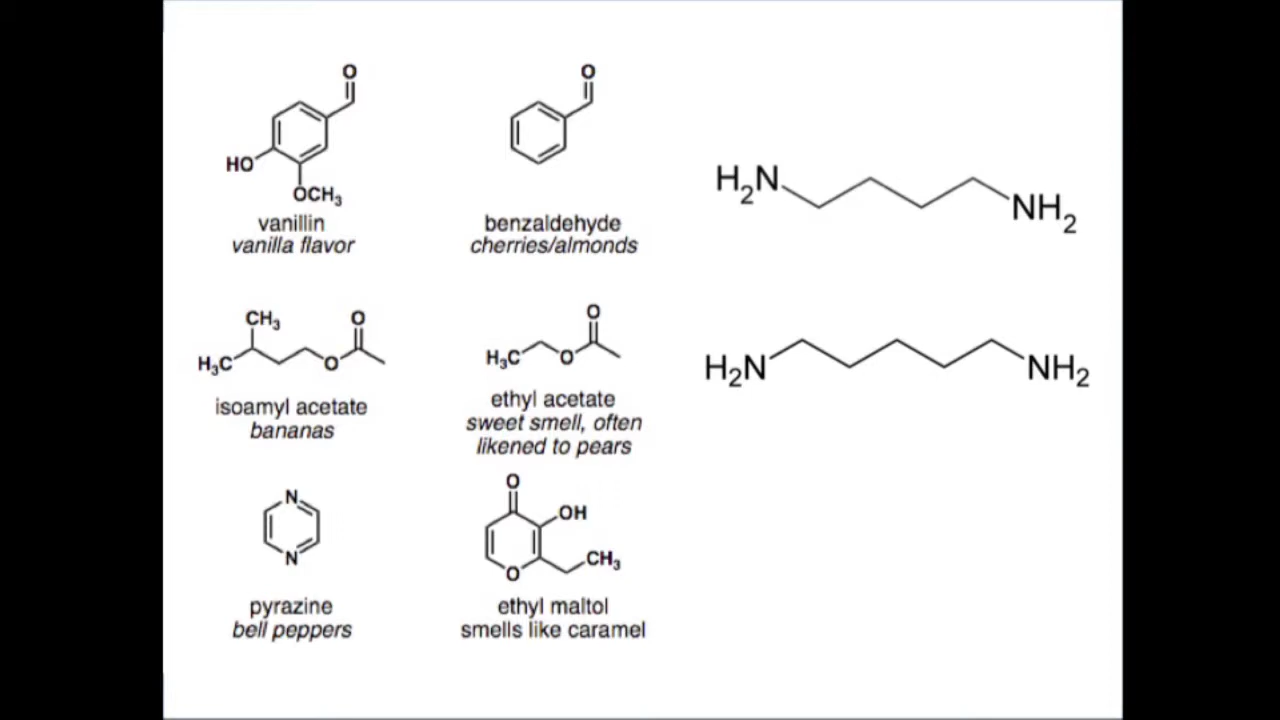 O
HO
OCH3
vanillin
vanilla flavor
O
benzaldehyde
cherries/almonds
H2N
NH2
CH3
O
H3C
O
isoamyl acetate
bananas
O
H3C
O
ethyl acetate
sweet smell, often
likened to pears
H2N
NH2
N
N
pyrazine
bell peppers
O
OH
CH3
O
ethyl maltol
smells like caramel